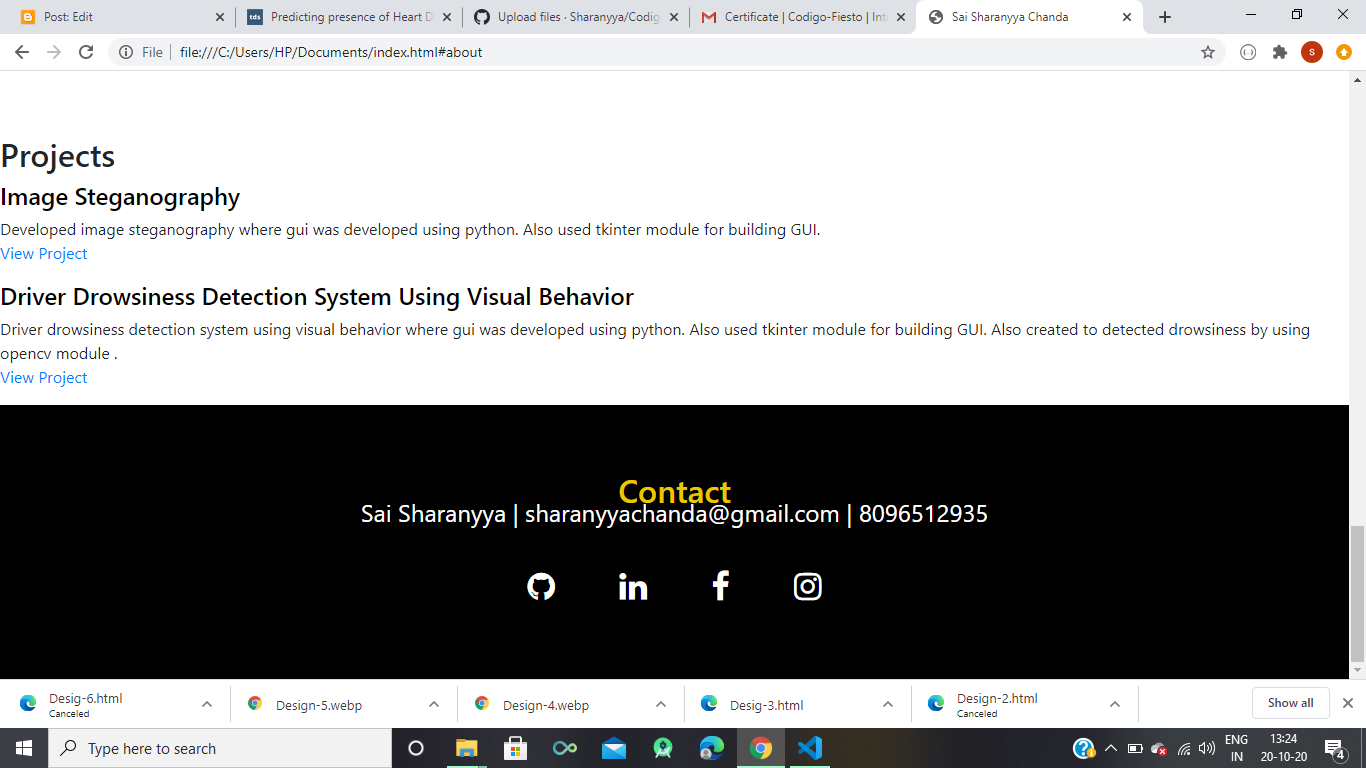 Post: Edit
Predicting presence of Heart D
Upload files · Sharanyya/Codig
Certificate | Codigo-Fiesto | Int
Sai Sharanyya Chanda
File
file:///C:/Users/HP/Documents/index.html#about
S
Projects
Image Steganography
Developed image steganography where gui was developed using python. Also used tkinter module for building GUI.
View Project
Driver Drowsiness Detection System Using Visual Behavior
Driver drowsiness detection system using visual behavior where gui was developed using python. Also used tkinter module for building GUI. Also created to detected drowsiness by using
opencv module .
View Project
Contact
Sai Sharanyya | sharanyyachanda@gmail.com | 8096512935
Desig-6.html
Canceled
Design-5.webp
Design-4.webp
Desig-3.html
Design-2.html
Canceled
Show all
Type here to search
ENG
IN
13:24
20-10-20
4